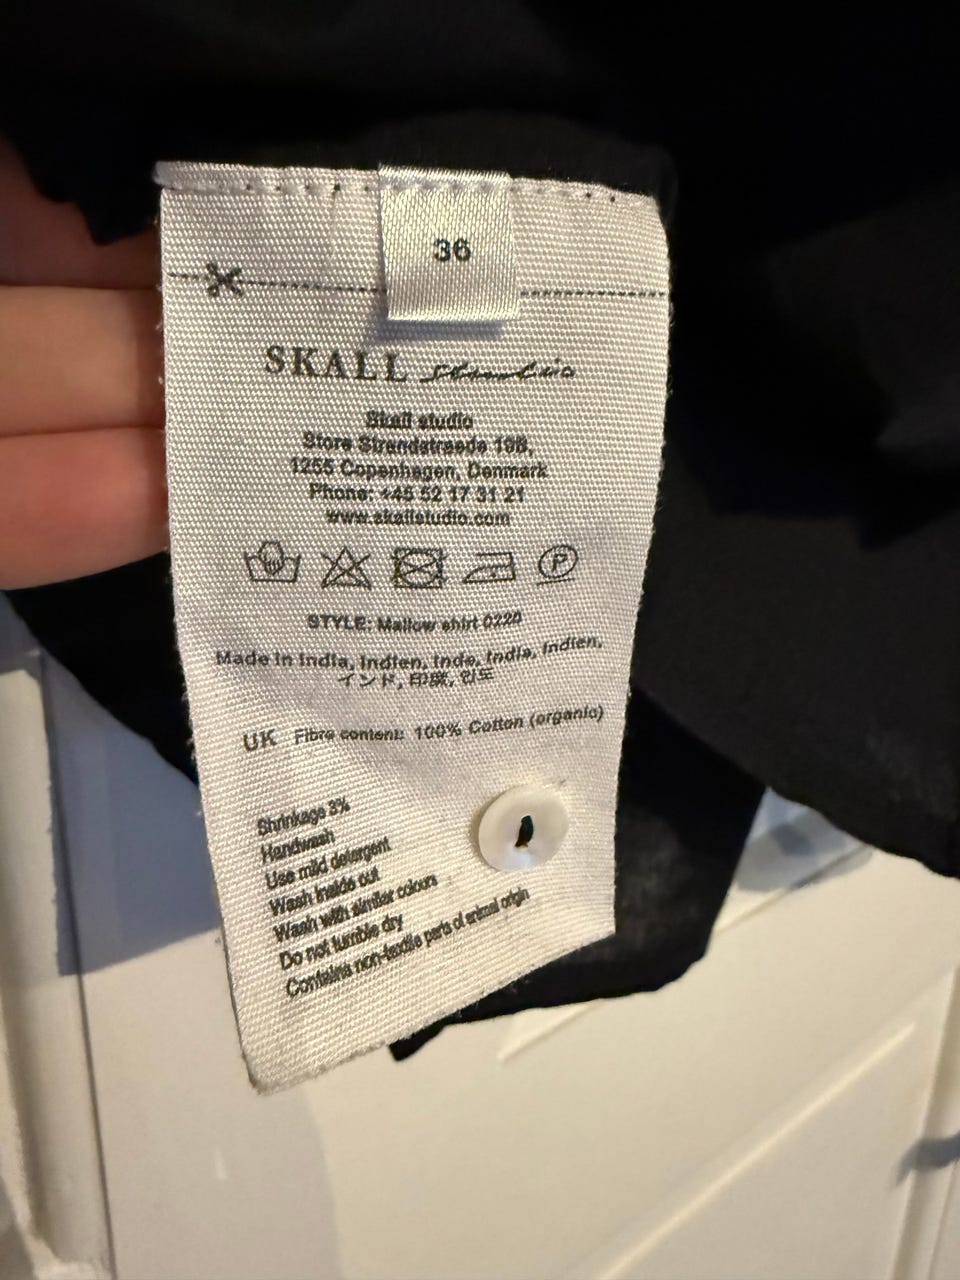 36
SKALL studio
Skall studio
Store Strandstræde 19B,
1255 Copenhagen, Denmark
Phone: +45 52 17 31 21
www.skallstudio.com
P
STYLE: Mallow shirt 0220
Made in India, Indien, Inde, India, Indien,
インド, 印度, 인도
UK Fibre content: 100% Cotton (organic)
Shrinkage 3%
Handwash
Use mild detergent
Wash inside out
Wash with similar colours
Do not tumble dry
Contains non-textile parts of animal origin